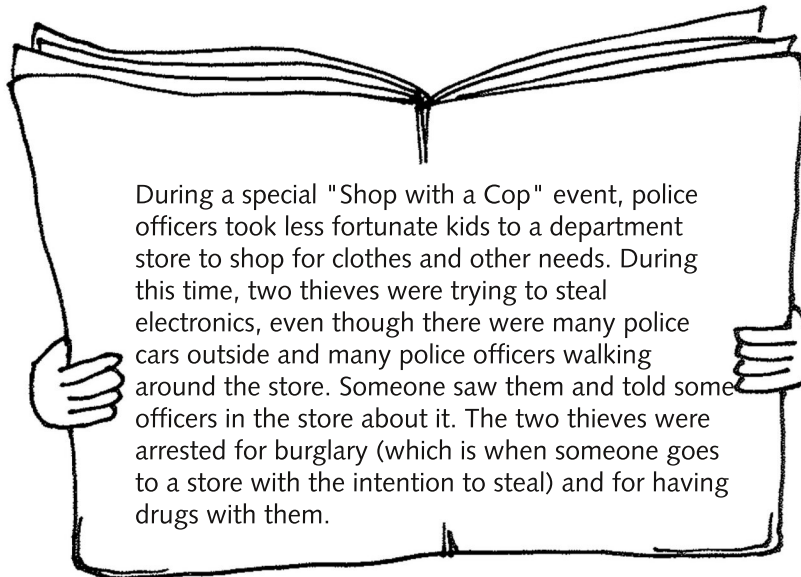 During a special "Shop with a Cop" event, police
officers took less fortunate kids to a department
store to shop for clothes and other needs. During
this time, two thieves were trying to steal
electronics, even though there were many police
cars outside and many police officers walking
around the store. Someone saw them and told some
officers in the store about it. The two thieves were
arrested for burglary (which is when someone goes
to a store with the intention to steal) and for having
drugs with them.